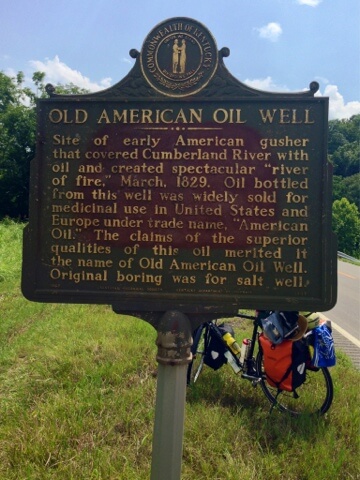 COMMONWEALTH OF KENTUCKY
OLD AMERICAN OIL WELL
Site of early American gusher
that covered Cumberland River with
oil and created spectacular "river
of fire," March, 1829. Oil bottled
from this well was widely sold for
medicinal use in United States and
Europe under trade name, "American
Oil." The claims of the superior
qualities of this oil merited it
the name of Old American Oil Well.
Original boring was for salt well.